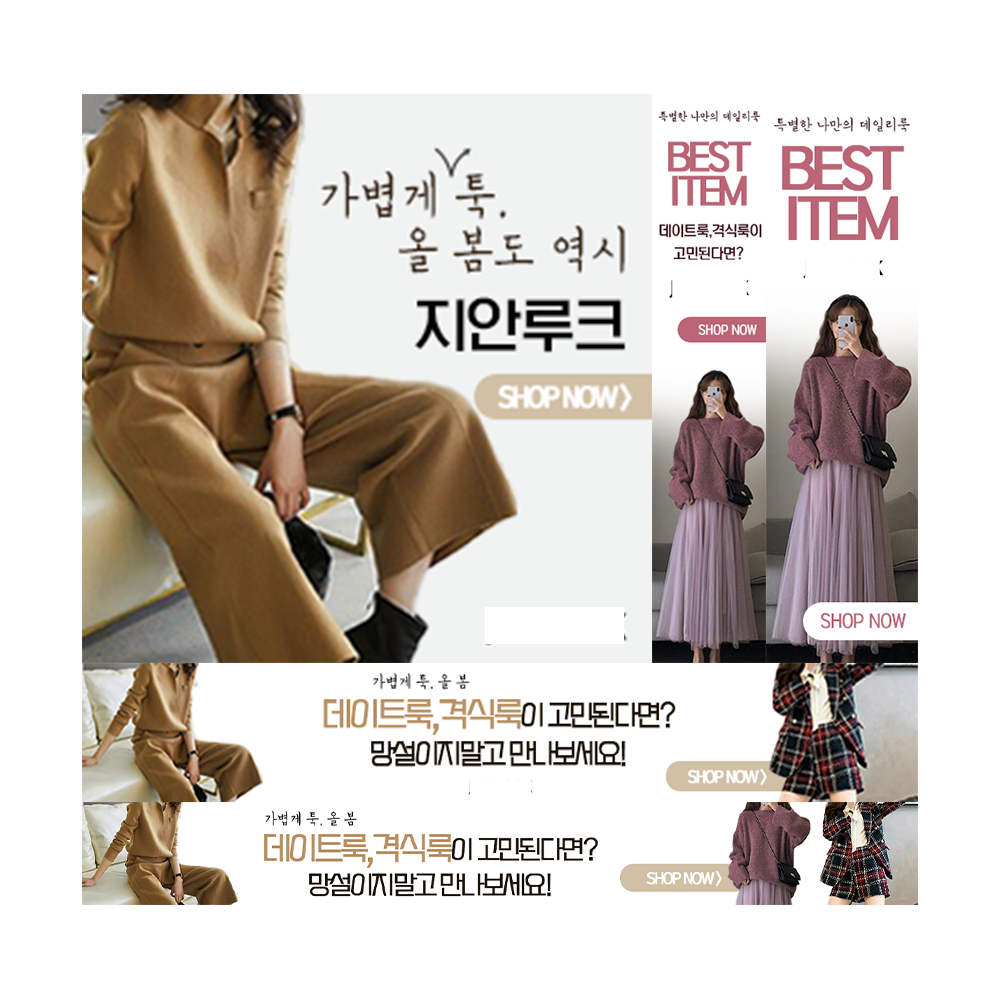 가볍게 툭.
올 봄도 역시
지안루크
SHOP NOW >
특별한 나만의 데일리룩
BEST
ITEM
데이트룩,격식룩이
고민된다면?
SHOP NOW
특별한 나만의 데일리룩
BEST
ITEM
SHOP NOW
가볍게 툭. 올 봄
데이트룩,격식룩이 고민된다면?
망설이지말고 만나보세요!
SHOP NOW >
가볍게 툭. 올 봄
데이트룩,격식룩이 고민된다면?
망설이지말고 만나보세요!
SHOP NOW >